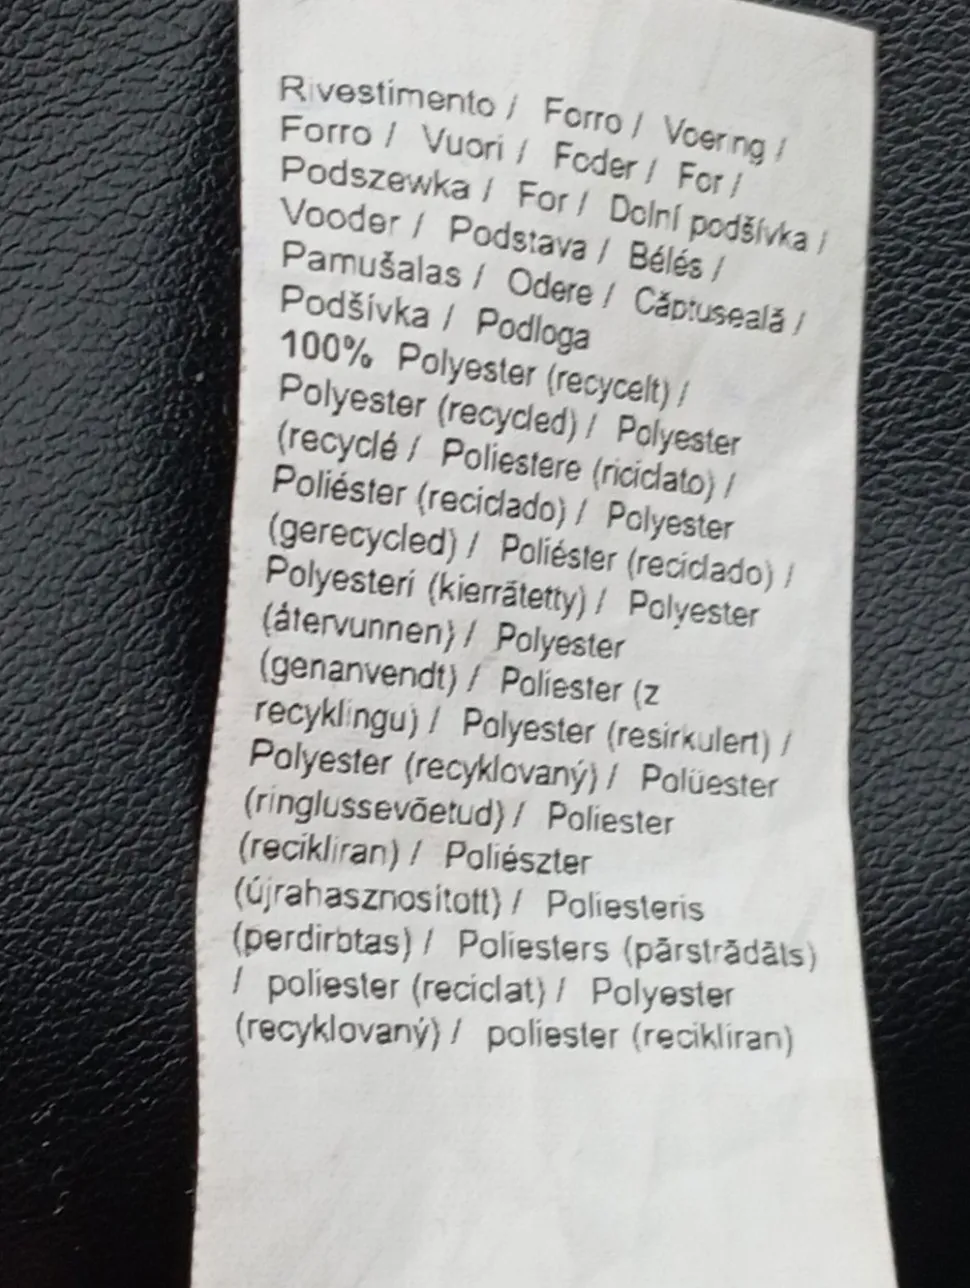 Rivestimento / Forro / Voering /
Forro / Vuori / Foder / For /
Podszewka / For / Dolní podšívka /
Vooder / Podstava / Bélés /
Pamušalas / Odere / Căptuseală /
Podšívka / Podloga
100% Polyester (recycelt) /
Polyester (recycled) / Polyester
(recyclé / Poliestere (riciclato) /
Poliéster (reciclado) / Polyester
(gerecycled) / Poliéster (reciclado) /
Polyesteri (kierrätetty) / Polyester
(återvunnen) / Polyester
(genanvendt) / Poliester (z
recyklingu) / Polyester (resirkulert) /
Polyester (recyklovaný) / Polüester
(ringlussevõetud) / Poliester
(recikliran) / Poliészter
(újrahasznosított) / Poliesteris
(perdirbtas) / Poliesters (pārstrādāts)
/ poliester (reciclat) / Polyester
(recyklovaný) / poliester (recikliran)